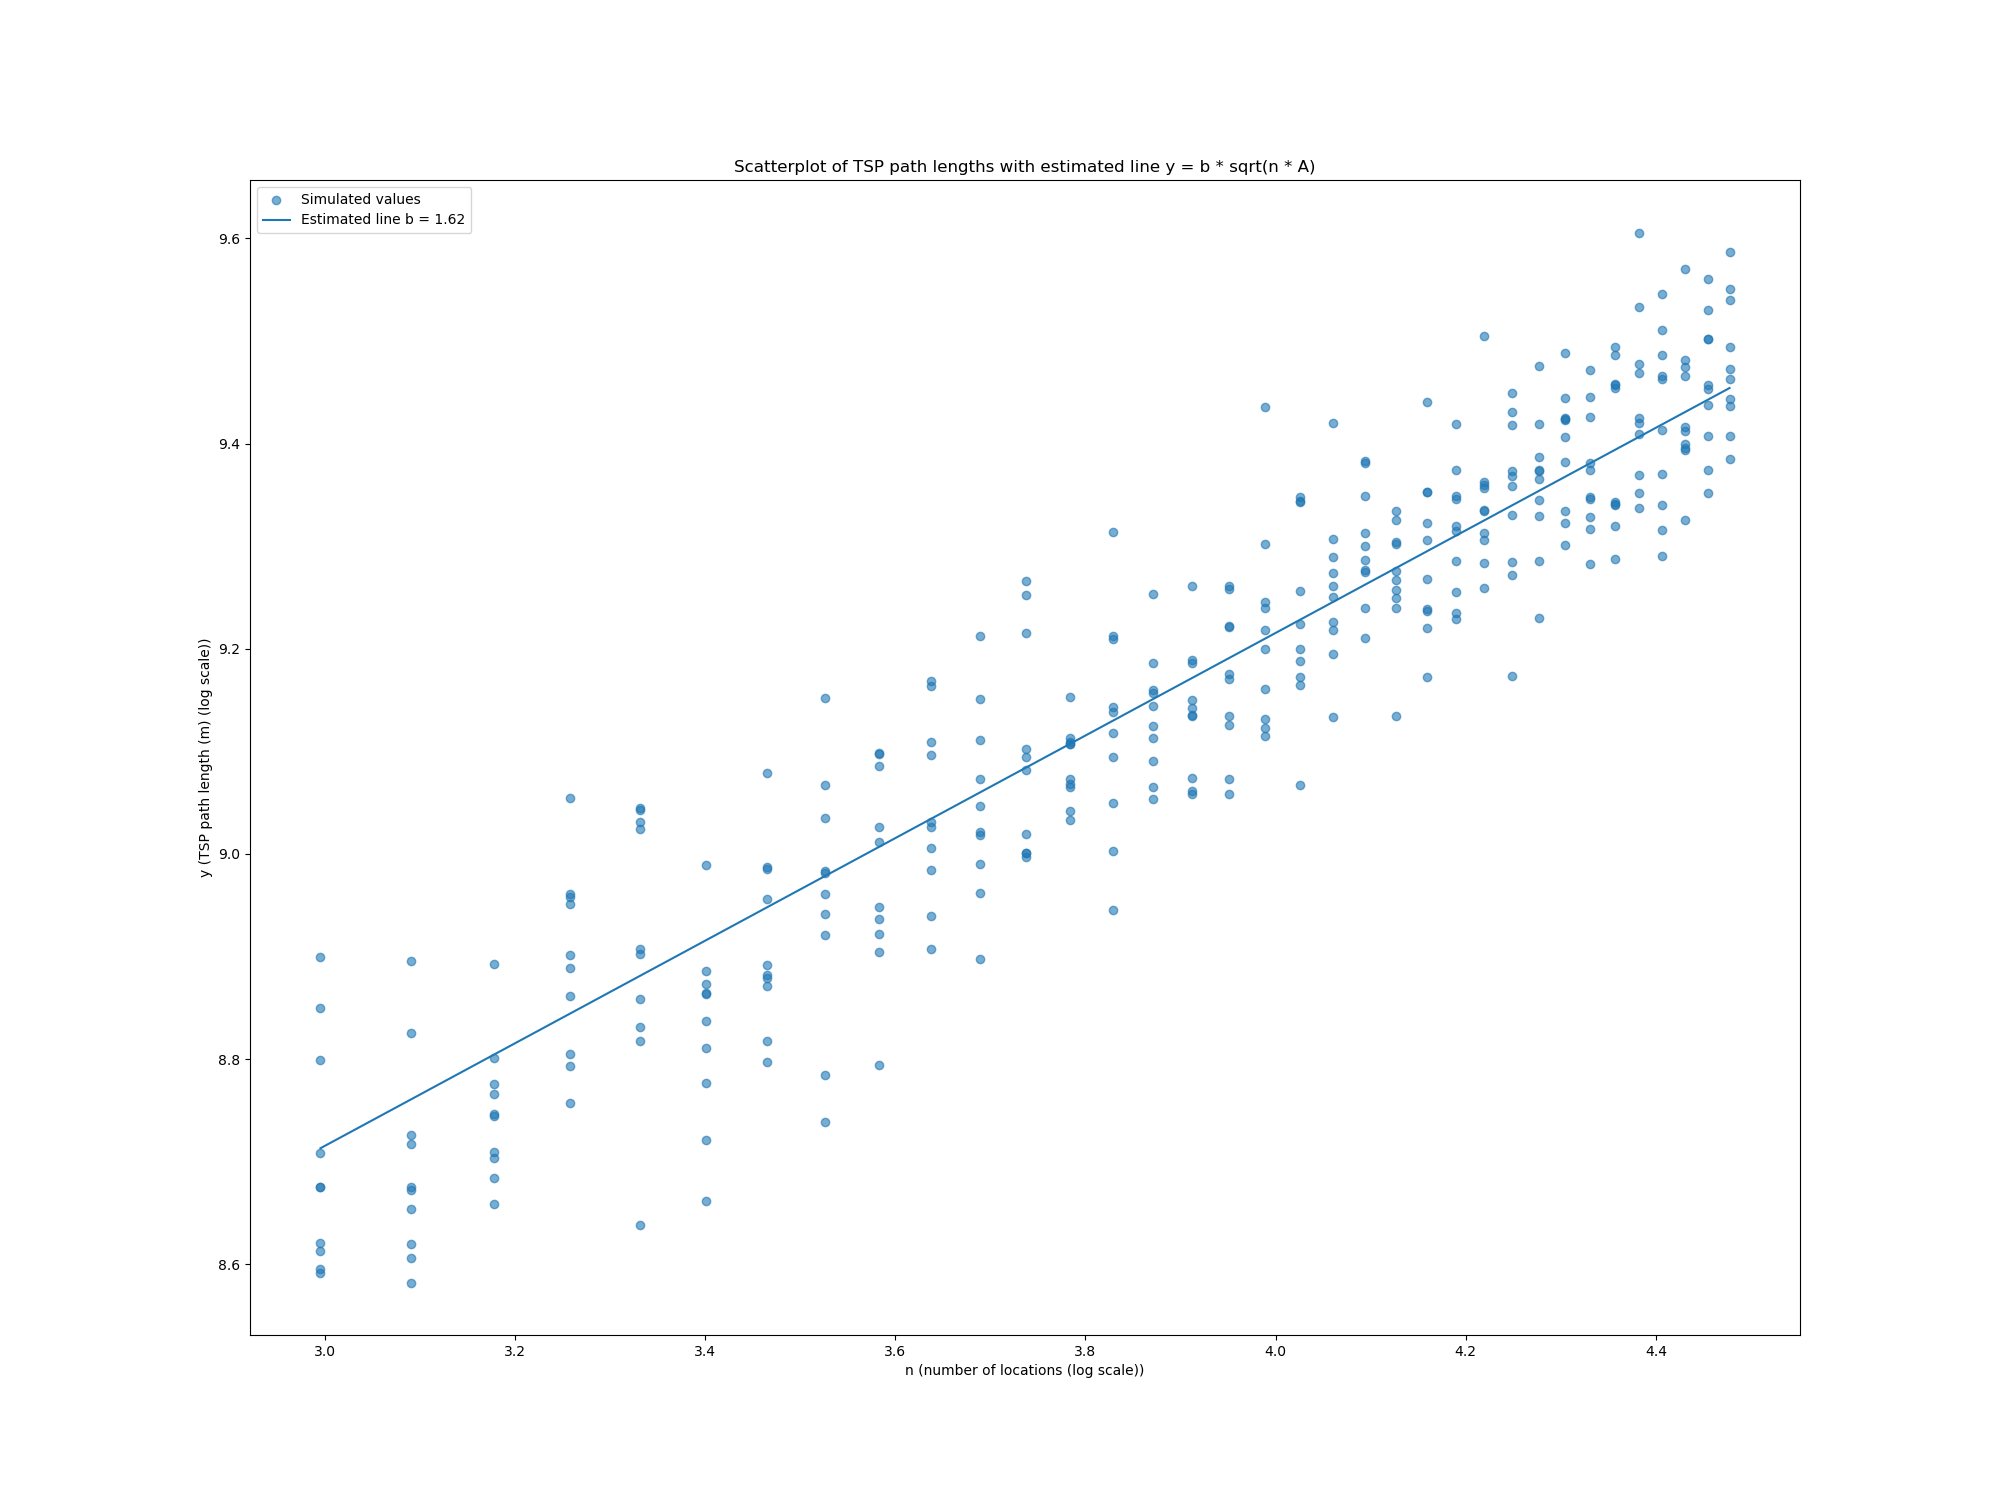 Scatterplot of TSP path lengths with estimated line y = b * sqrt(n * A)
Simulated values
Estimated line b = 1.62
9.6
9.4
9.2
9.0
8.8
8.6
y (TSP path length (m) (log scale))
3.0 3.2 3.4 3.6 3.8 4.0 4.2 4.4
n (number of locations (log scale))